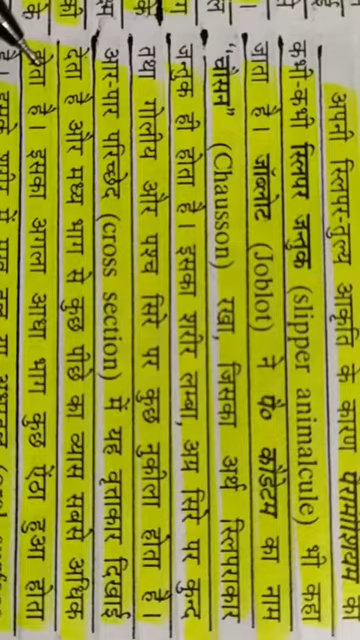 अपनी स्लिपर-तुल्य आकृति के कारण पैरामीशियम को
कभी-कभी स्लिपर जन्तुक (slipper animalcule) भी कहा
जाता है। जॉब्लोट (Joblot) ने पै० कॉडेटम का नाम
“चौसन” (Chausson) रखा, जिसका अर्थ स्लिपराकार
जन्तुक ही होता है। इसका शरीर लम्बा, अग्र सिरे पर कुन्द
तथा गोलीय और पश्च सिरे पर कुछ नुकीला होता है।
आर-पार परिच्छेद (cross section) में यह वृताकार दिखाई
देता है और मध्य भाग से कुछ पीछे का व्यास सबसे अधिक
होता है। इसका अगला आधा भाग कुछ ऐंठा हुआ होता
है।